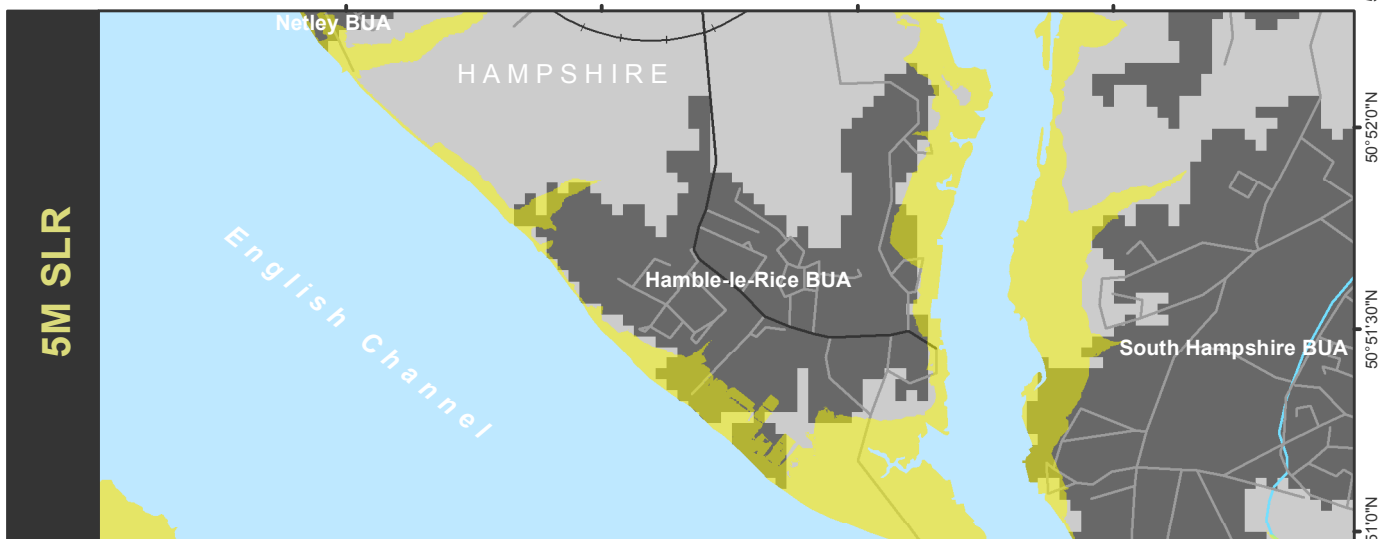 5M SLR
Netley BUA
HAMPSHIRE
English Channel
Hamble-le-Rice BUA
South Hampshire BUA
50°52'0"N
50°51'30"N
51'0"N